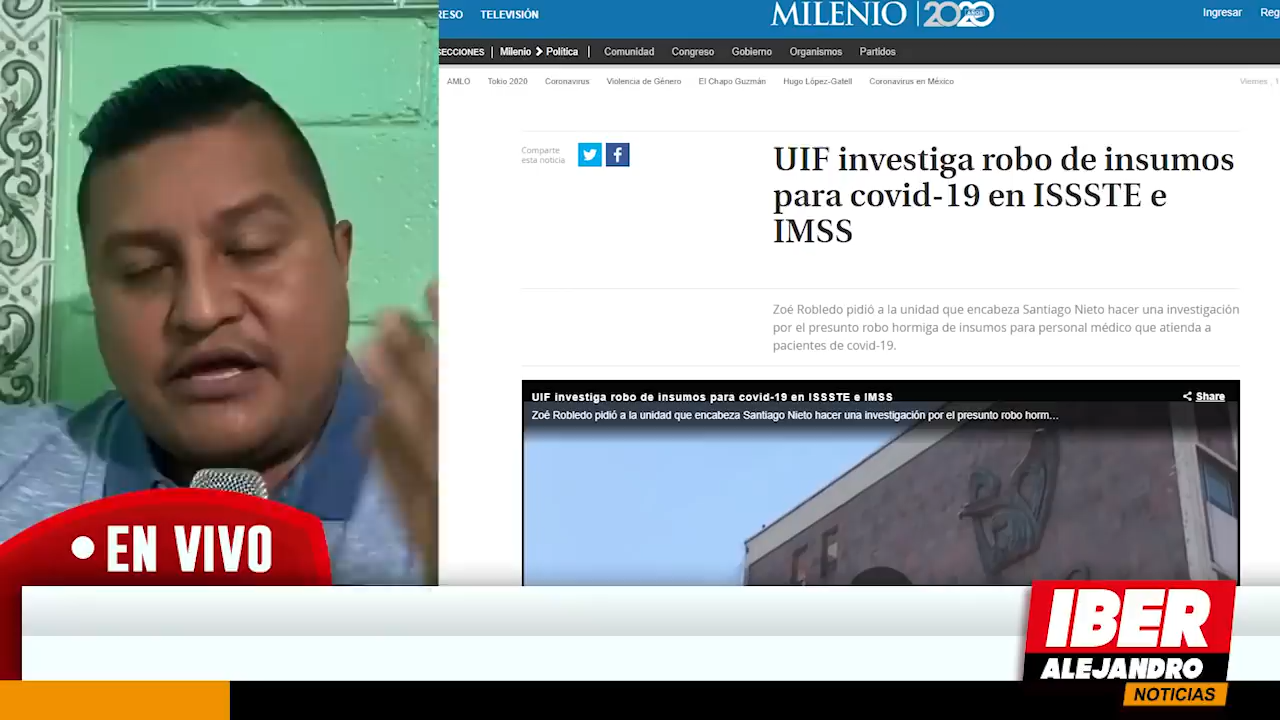 RESO TELEVISIÓN
MILENIO 2020 AÑOS
Ingresar Reg
SECCIONES Milenio Política Comunidad Congreso Gobierno Organismos Partidos
AMLO Tokio 2020 Coronavirus Violencia de Género El Chapo Guzmán Hugo López-Gatell Coronavirus en México Viernes , 1
Comparte
esta noticia
UIF investiga robo de insumos
para covid-19 en ISSSTE e
IMSS
Zoé Robledo pidió a la unidad que encabeza Santiago Nieto hacer una investigación
por el presunto robo hormiga de insumos para personal médico que atienda a
pacientes de covid-19.
UIF investiga robo de insumos para covid-19 en ISSSTE e IMSS
Share
Zoé Robledo pidió a la unidad que encabeza Santiago Nieto hacer una investigación por el presunto robo horm...
EN VIVO
IBER
ALEJANDRO
NOTICIAS